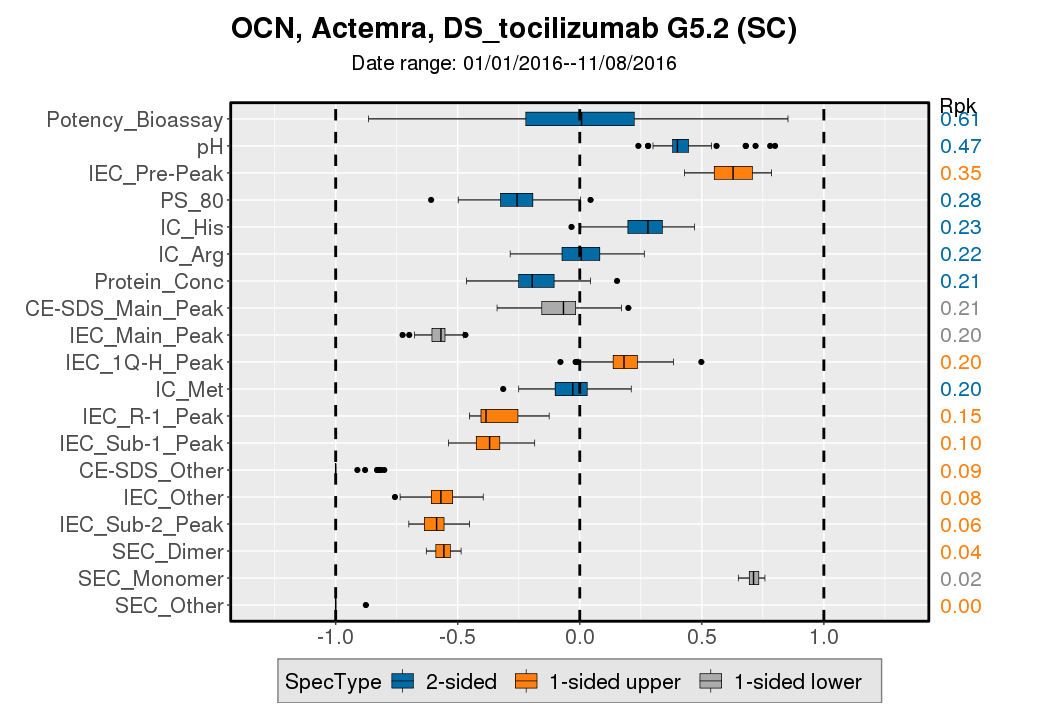 OCN, Actemra, DS_tocilizumab G5.2 (SC)
Date range: 01/01/2016--11/08/2016
Rpk
Potency_Bioassay 0.61
pH 0.47
IEC_Pre-Peak 0.35
PS_80 0.28
IC_His 0.23
IC_Arg 0.22
Protein_Conc 0.21
CE-SDS_Main_Peak 0.21
IEC_Main_Peak 0.20
IEC_1Q-H_Peak 0.20
IC_Met 0.20
IEC_R-1_Peak 0.15
IEC_Sub-1_Peak 0.10
CE-SDS_Other 0.09
IEC_Other 0.08
IEC_Sub-2_Peak 0.06
SEC_Dimer 0.04
SEC_Monomer 0.02
SEC_Other 0.00
-1.0 -0.5 0.0 0.5 1.0
SpecType 2-sided 1-sided upper 1-sided lower